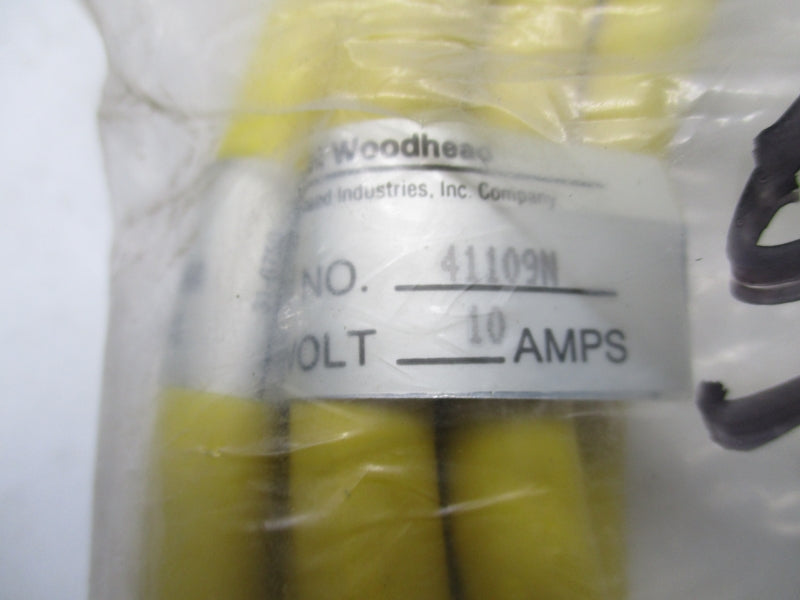 Woodhead
Industries, Inc. Company
NO. 41109N
VOLT 10 AMPS